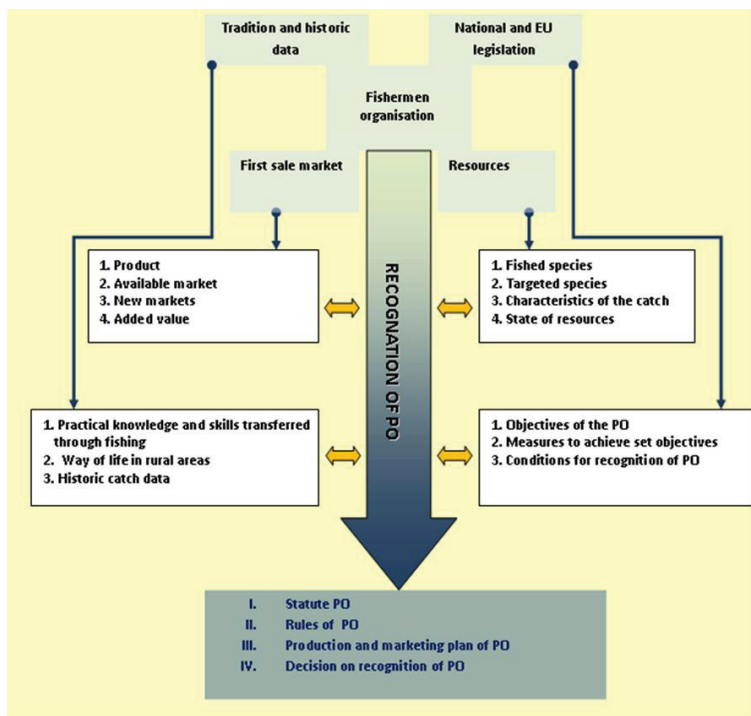 Tradition and historic
data
National and EU
legislation
Fishermen
organisation
First sale market
Resources
1. Product
2. Available market
3. New markets
4. Added value
1. Fished species
2. Targeted species
3. Characteristics of the catch
4. State of resources
RECOGNATION OF PO
1. Practical knowledge and skills transferred
through fishing
2. Way of life in rural areas
3. Historic catch data
1. Objectives of the PO
2. Measures to achieve set objectives
3. Conditions for recognition of PO
I. Statute PO
II. Rules of PO
III. Production and marketing plan of PO
IV. Decision on recognition of PO